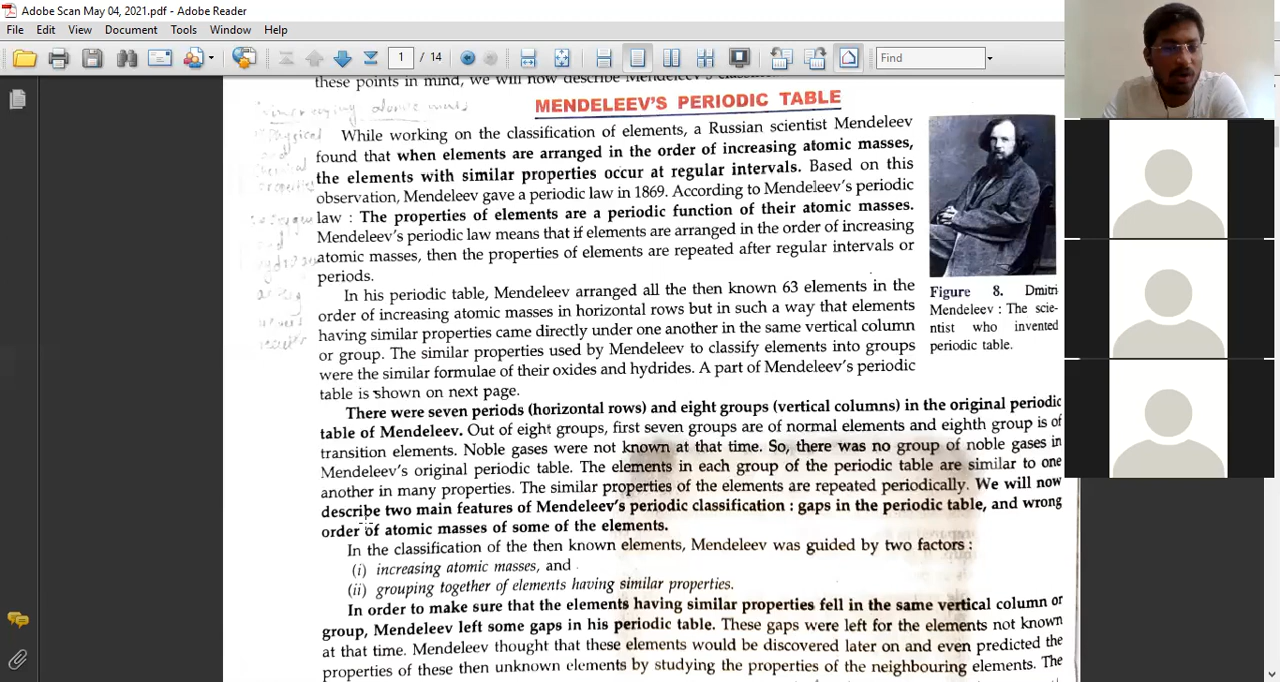 Adobe Scan May 04, 2021.pdf - Adobe Reader
File Edit View Document Tools Window Help
1 / 14 Find
these points in mind, we will now describe Mendeleev's
MENDELEEV'S PERIODIC TABLE
While working on the classification of elements, a Russian scientist Mendeleev
found that when elements are arranged in the order of increasing atomic masses,
the elements with similar properties occur at regular intervals. Based on this
observation, Mendeleev gave a periodic law in 1869. According to Mendeleev's periodic
law : The properties of elements are a periodic function of their atomic masses.
Mendeleev's periodic law means that if elements are arranged in the order of increasing
atomic masses, then the properties of elements are repeated after regular intervals or
periods.
In his periodic table, Mendeleev arranged all the then known 63 elements in the
order of increasing atomic masses in horizontal rows but in such a way that elements
having similar properties came directly under one another in the same vertical column
or group. The similar properties used by Mendeleev to classify elements into groups
were the similar formulae of their oxides and hydrides. A part of Mendeleev's periodic
table is shown on next page.
Figure 8. Dmitri
Mendeleev : The scie-
ntist who invented
periodic table.
There were seven periods (horizontal rows) and eight groups (vertical columns) in the original periodic
table of Mendeleev. Out of eight groups, first seven groups are of normal elements and eighth group is of
transition elements. Noble gases were not known at that time. So, there was no group of noble gases in
Mendeleev's original periodic table. The elements in each group of the periodic table are similar to one
another in many properties. The similar properties of the elements are repeated periodically. We will now
describe two main features of Mendeleev's periodic classification : gaps in the periodic table, and wrong
order of atomic masses of some of the elements.
In the classification of the then known elements, Mendeleev was guided by two factors :
(i) increasing atomic masses, and
(ii) grouping together of elements having similar properties.
In order to make sure that the elements having similar properties fell in the same vertical column or
group, Mendeleev left some gaps in his periodic table. These gaps were left for the elements not known
at that time. Mendeleev thought that these elements would be discovered later on and even predicted the
properties of these then unknown elements by studying the properties of the neighbouring elements. The